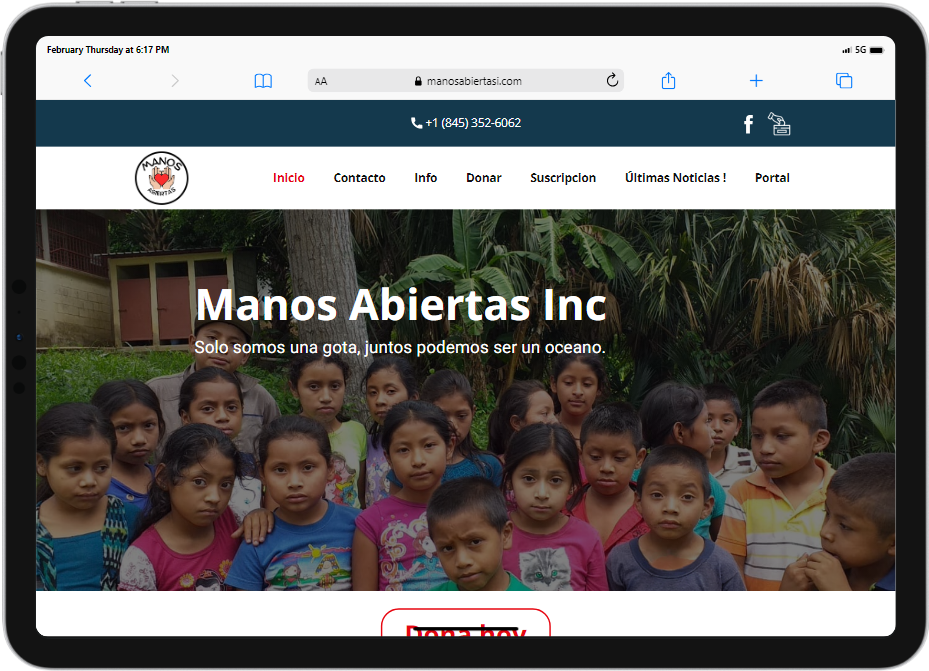 February Thursday at 6:17 PM
5G
AA
manosabiertasi.com
+1 (845) 352-6062
MANOS
ABIERTAS
Inicio
Contacto
Info
Donar
Suscripcion
Últimas Noticias !
Portal
Manos Abiertas Inc
Solo somos una gota, juntos podemos ser un oceano.
Dona hoy